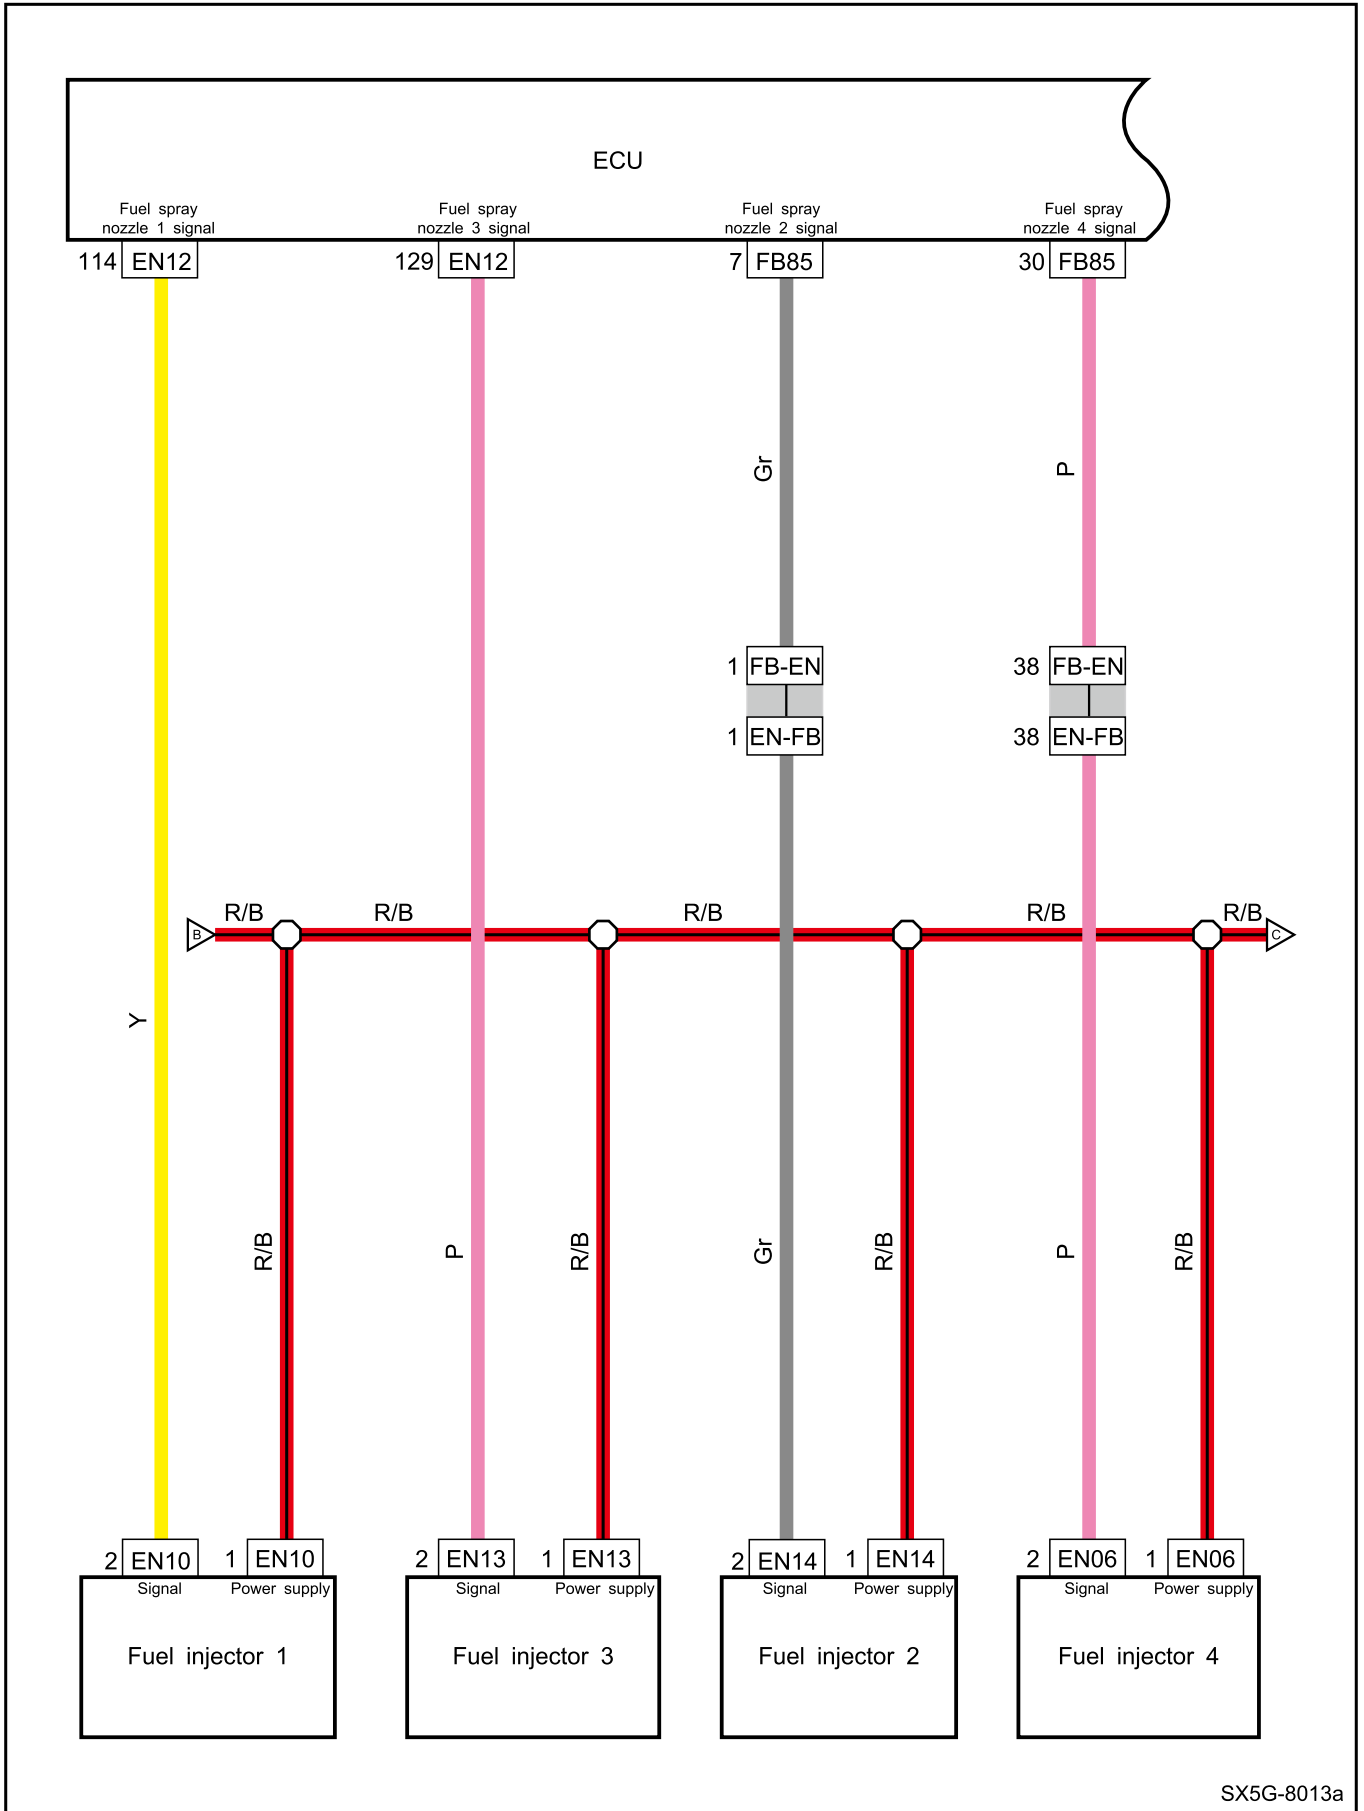 ECU
Fuel spray
nozzle 1 signal
Fuel spray
nozzle 3 signal
Fuel spray
nozzle 2 signal
Fuel spray
nozzle 4 signal
114 EN12
129 EN12
7 FB85
30 FB85
Gr
P
1 FB-EN
38 FB-EN
1 EN-FB
38 EN-FB
B
R/B
R/B
R/B
R/B
R/B
C
Y
R/B
P
R/B
Gr
R/B
P
R/B
2 EN10
1 EN10
2 EN13
1 EN13
2 EN14
1 EN14
2 EN06
1 EN06
Signal
Power supply
Signal
Power supply
Signal
Power supply
Signal
Power supply
Fuel injector 1
Fuel injector 3
Fuel injector 2
Fuel injector 4
SX5G-8013a